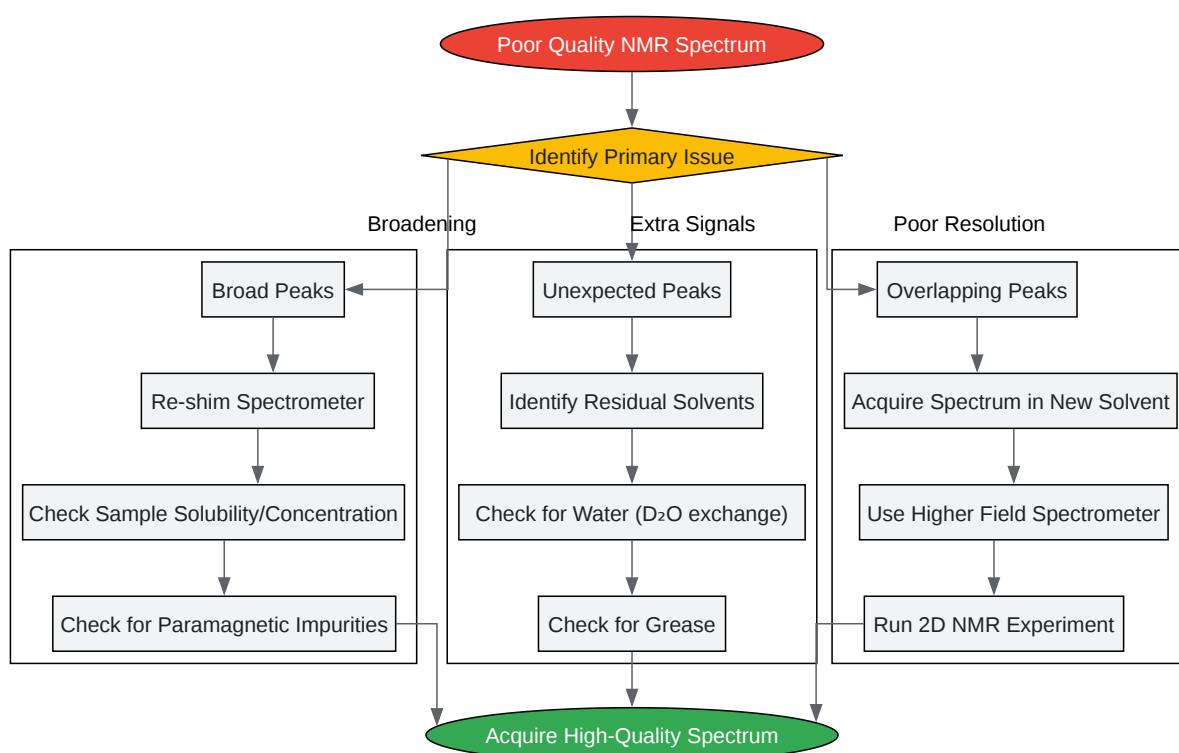 Poor Quality NMR Spectrum
Identify Primary Issue
Broadening
Extra Signals
Poor Resolution
Broad Peaks
Unexpected Peaks
Overlapping Peaks
Re-shim Spectrometer
Identify Residual Solvents
Acquire Spectrum in New Solvent
Check Sample Solubility/Concentration
Check for Water (D₂O exchange)
Use Higher Field Spectrometer
Check for Paramagnetic Impurities
Check for Grease
Run 2D NMR Experiment
Acquire High-Quality Spectrum